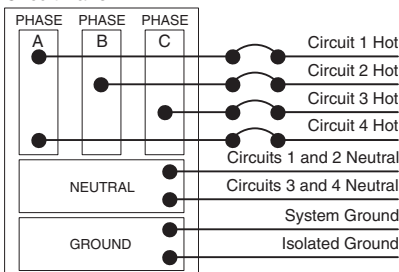 PHASE PHASE PHASE
A B C
Circuit 1 Hot
Circuit 2 Hot
Circuit 3 Hot
Circuit 4 Hot
Circuits 1 and 2 Neutral
NEUTRAL
Circuits 3 and 4 Neutral
System Ground
GROUND
Isolated Ground